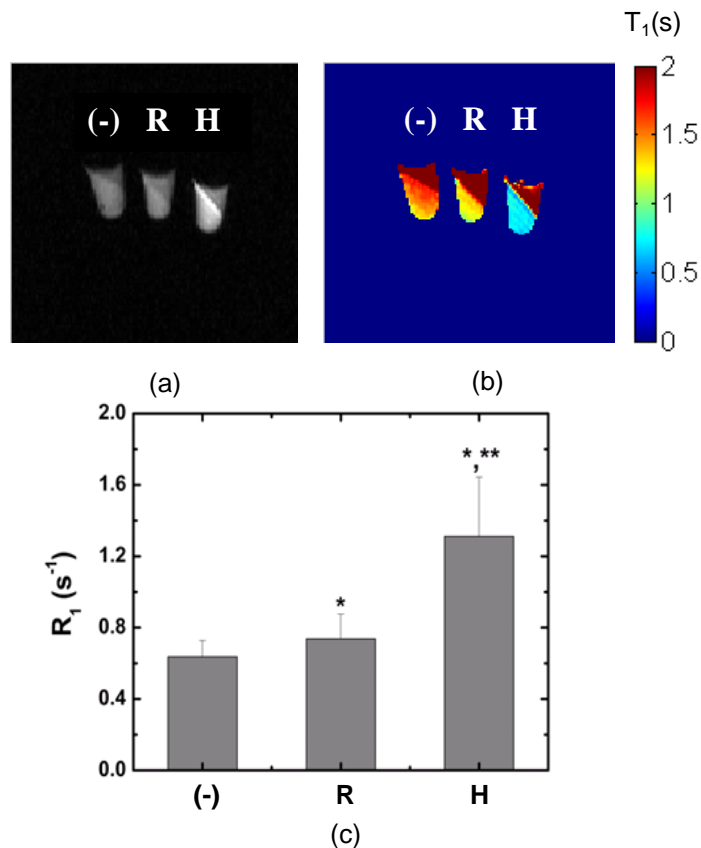 T1(s)
(-) R H
(-) R H
2
1.5
1
0.5
0
(a)
(b)
2.0
1.6
1.2
0.8
0.4
0.0
R1 (s-1)
*
*,**
(-) R H
(c)